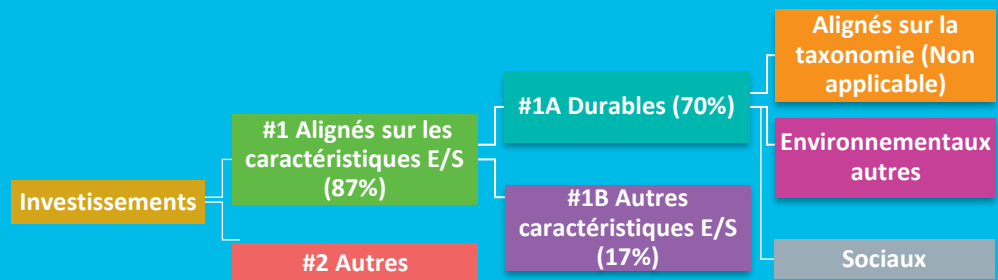 Investissements
#1 Alignés sur les
caractéristiques E/S
(87%)
#2 Autres
#1A Durables (70%)
#1B Autres
caractéristiques E/S
(17%)
Alignés sur la
taxonomie (Non
applicable)
Environnementaux
autres
Sociaux